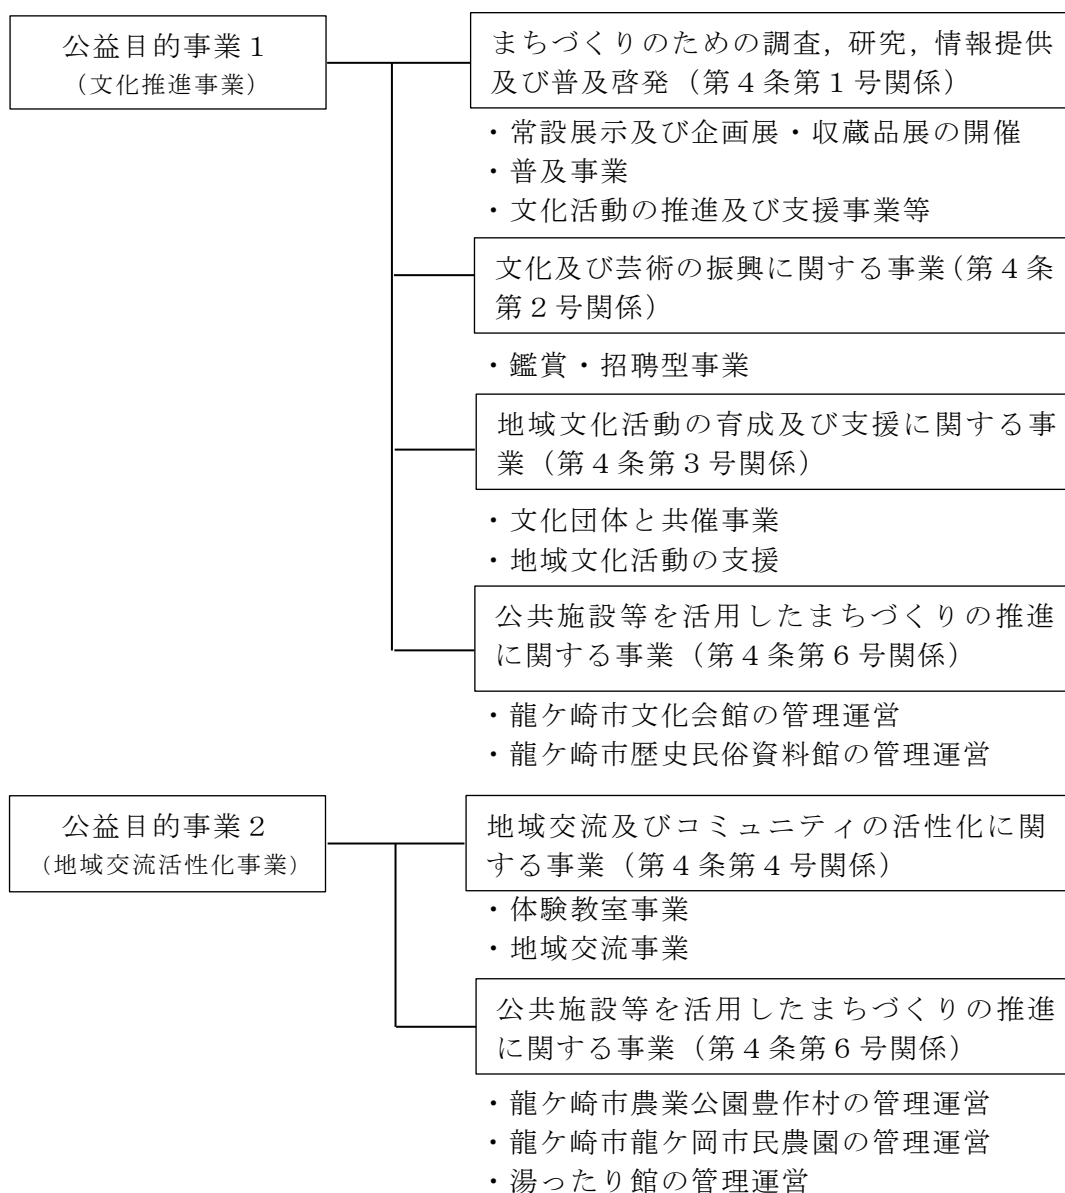 公益目的事業１
（文化推進事業）
まちづくりのための調査，研究，情報提供
及び普及啓発（第４条第１号関係）
・常設展示及び企画展・収蔵品展の開催
・普及事業
・文化活動の推進及び支援事業等
文化及び芸術の振興に関する事業（第４条
第２号関係）
・鑑賞・招聘型事業
地域文化活動の育成及び支援に関する事
業（第４条第３号関係）
・文化団体と共催事業
・地域文化活動の支援
公共施設等を活用したまちづくりの推進
に関する事業（第４条第６号関係）
・龍ケ崎市文化会館の管理運営
・龍ケ崎市歴史民俗資料館の管理運営
公益目的事業２
（地域交流活性化事業）
地域交流及びコミュニティの活性化に関
する事業（第４条第４号関係）
・体験教室事業
・地域交流事業
公共施設等を活用したまちづくりの推進
に関する事業（第４条第６号関係）
・龍ケ崎市農業公園豊作村の管理運営
・龍ケ崎市龍ケ岡市民農園の管理運営
・湯ったり館の管理運営